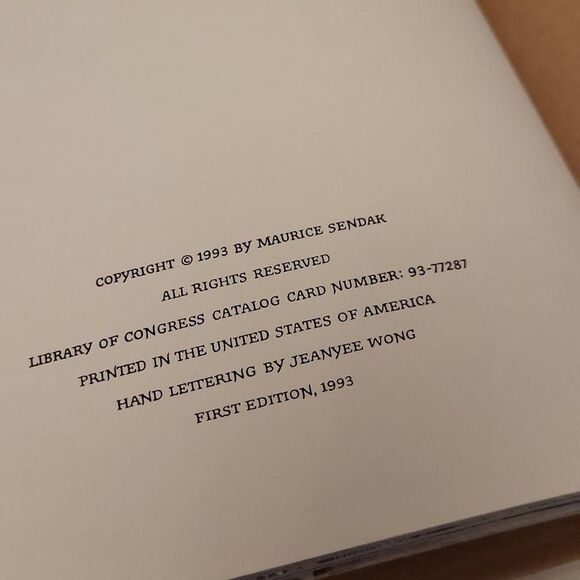 COPYRIGHT © 1993 BY MAURICE SENDAK
ALL RIGHTS RESERVED
LIBRARY OF CONGRESS CATALOG CARD NUMBER: 93-77287
PRINTED IN THE UNITED STATES OF AMERICA
HAND LETTERING BY JEANYEE WONG
FIRST EDITION, 1993